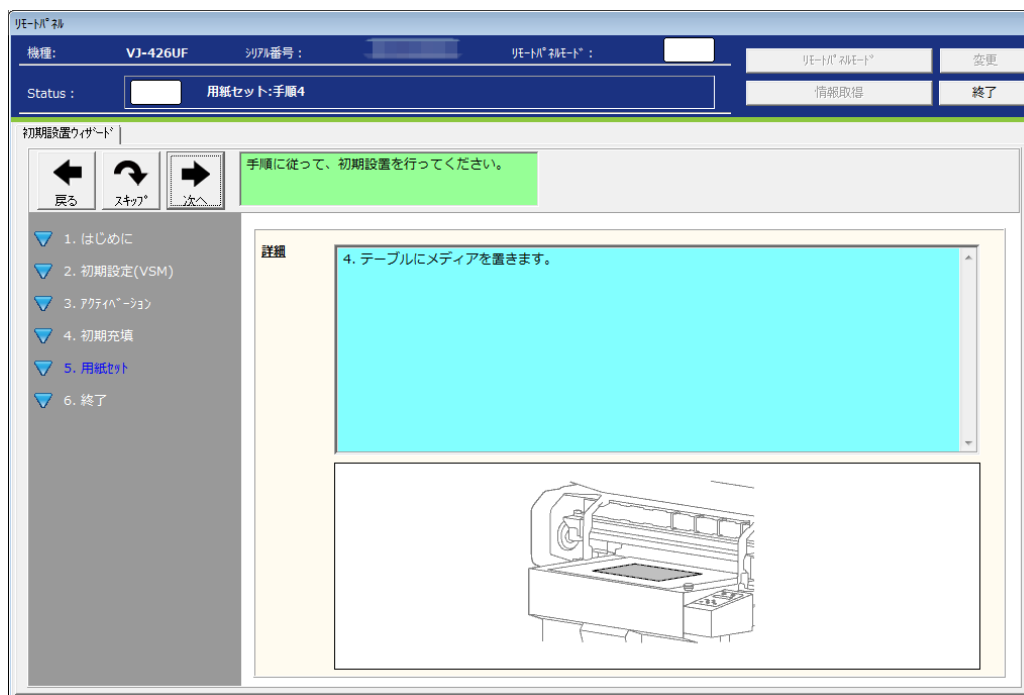 ﾘﾓｰﾄﾊﾟﾈﾙ
機種: VJ-426UF ｼﾘｱﾙ番号： ﾘﾓｰﾄﾊﾟﾈﾙﾓｰﾄﾞ：
ﾘﾓｰﾄﾊﾟﾈﾙﾓｰﾄﾞ 変更
Status： 用紙セット:手順4
情報取得 終了
初期設置ｳｨｻﾞｰﾄﾞ
戻る ｽｷｯﾌﾟ 次へ
手順に従って、初期設置を行ってください。
1. はじめに
2. 初期設定(VSM)
3. ｱｸﾃｨﾍﾞｰｼｮﾝ
4. 初期充填
5. 用紙ｾｯﾄ
6. 終了
詳細
4. テーブルにメディアを置きます。